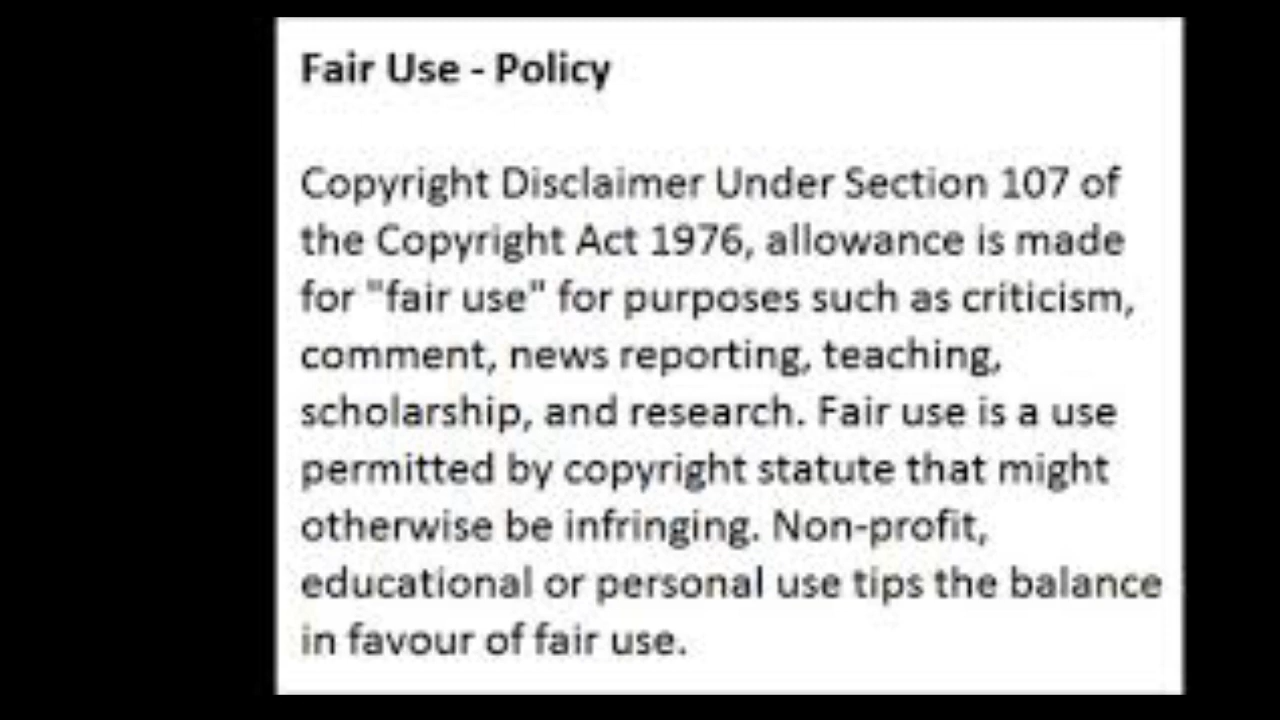 Fair Use - Policy
Copyright Disclaimer Under Section 107 of
the Copyright Act 1976, allowance is made
for "fair use" for purposes such as criticism,
comment, news reporting, teaching,
scholarship, and research. Fair use is a use
permitted by copyright statute that might
otherwise be infringing. Non-profit,
educational or personal use tips the balance
in favour of fair use.